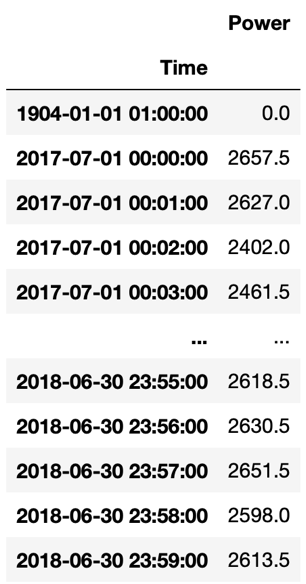 Power
Time
1904-01-01 01:00:00 0.0
2017-07-01 00:00:00 2657.5
2017-07-01 00:01:00 2627.0
2017-07-01 00:02:00 2402.0
2017-07-01 00:03:00 2461.5
... ...
2018-06-30 23:55:00 2618.5
2018-06-30 23:56:00 2630.5
2018-06-30 23:57:00 2651.5
2018-06-30 23:58:00 2598.0
2018-06-30 23:59:00 2613.5